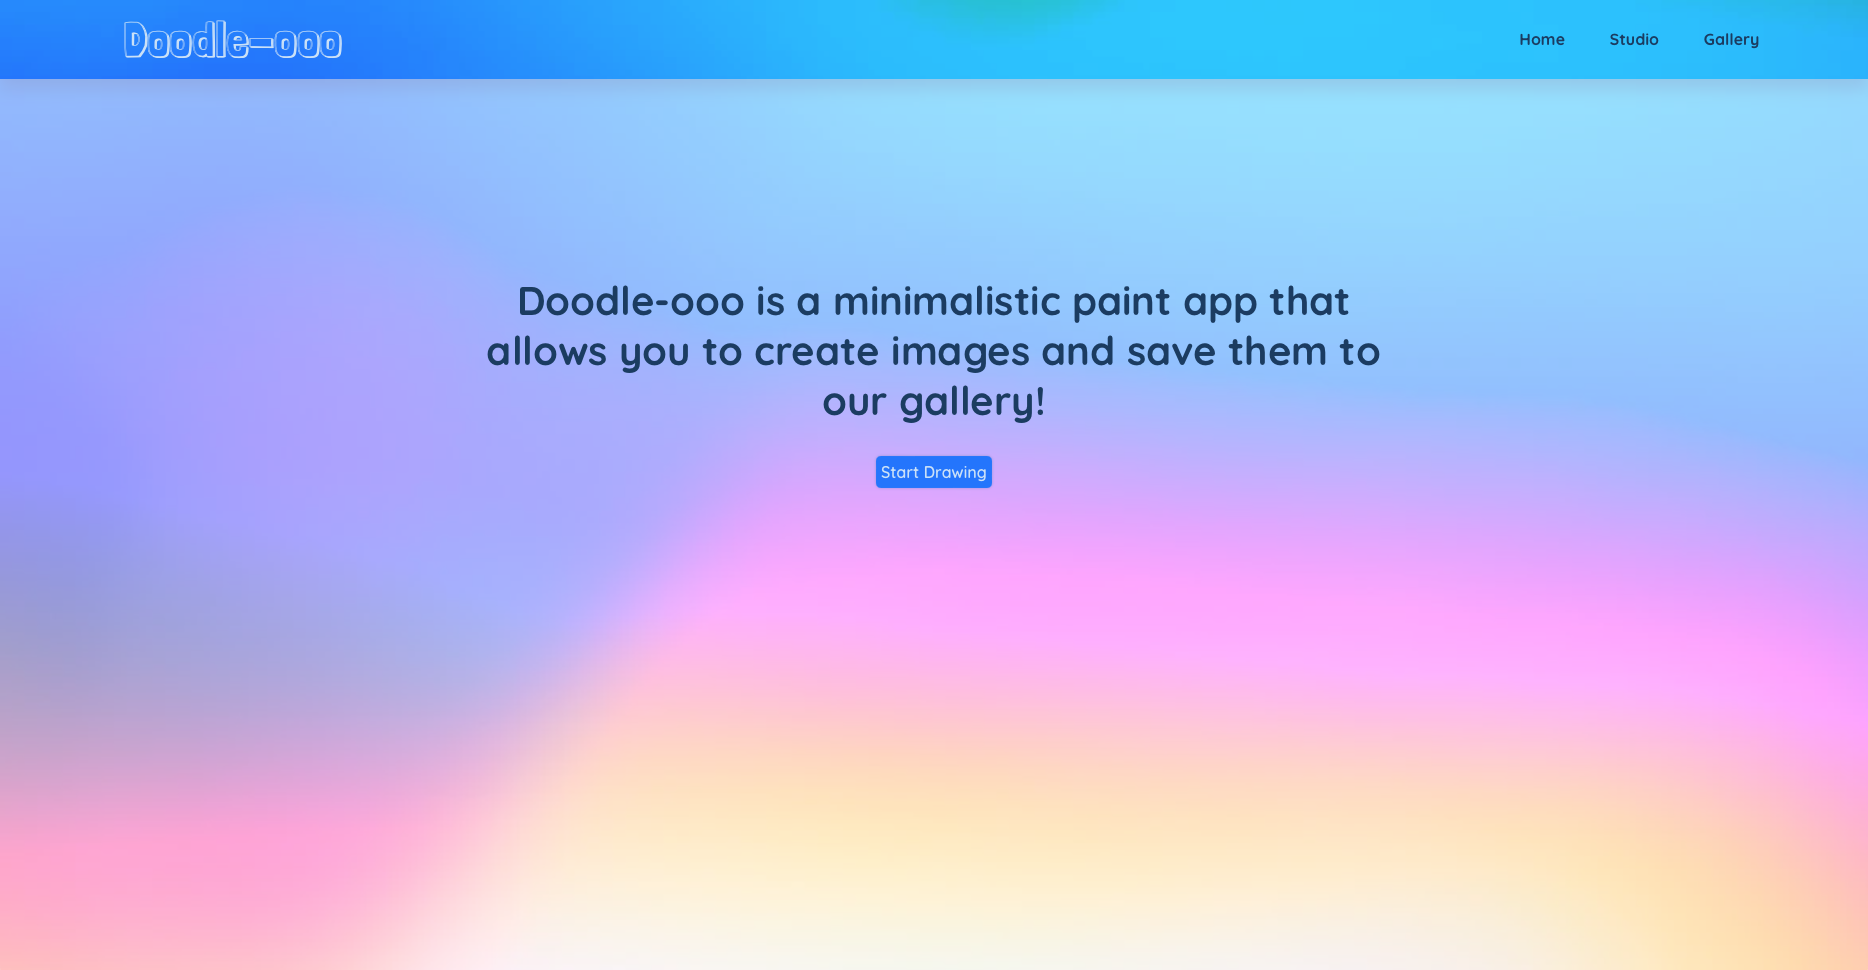 Doodle-ooo
Home
Studio
Gallery
Doodle-ooo is a minimalistic paint app that
allows you to create images and save them to
our gallery!
Start Drawing